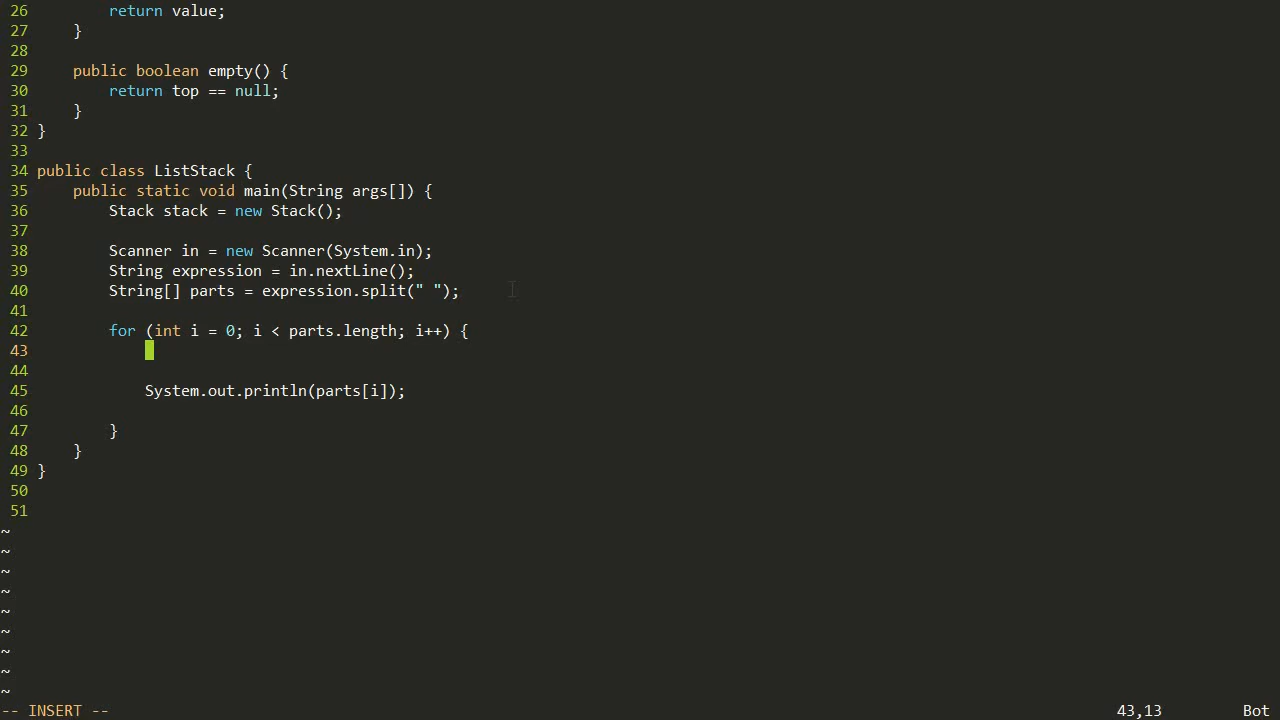 26         return value;
27     }
28
29     public boolean empty() {
30         return top == null;
31     }
32 }
33
34 public class ListStack {
35     public static void main(String args[]) {
36         Stack stack = new Stack();
37
38         Scanner in = new Scanner(System.in);
39         String expression = in.nextLine();
40         String[] parts = expression.split(" ");
41
42         for (int i = 0; i < parts.length; i++) {
43
44
45             System.out.println(parts[i]);
46
47         }
48     }
49 }
50
51
~
~
~
~
~
~
~
~
~
-- INSERT -- 43,13 Bot